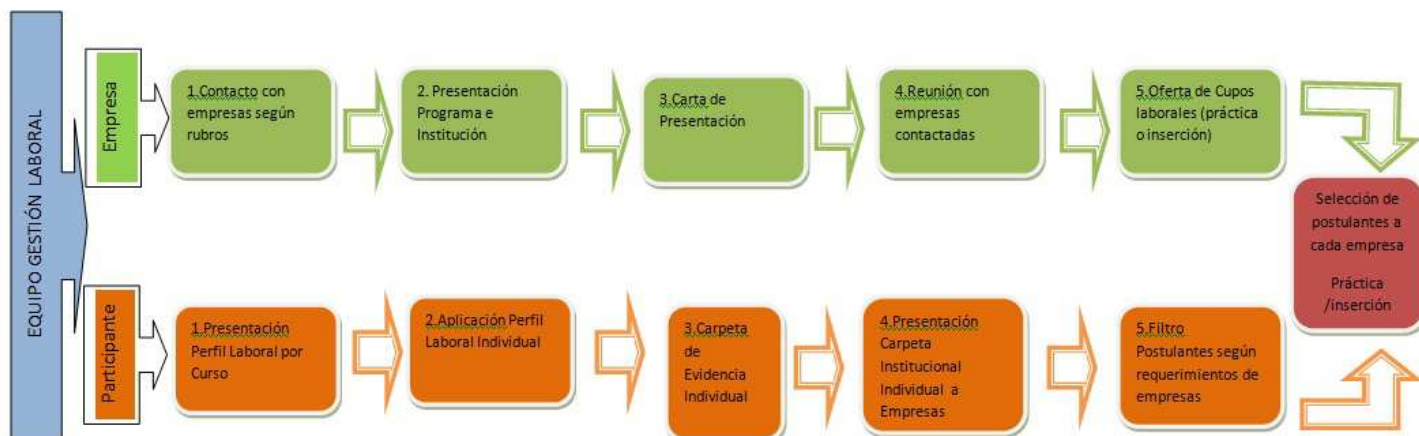 EQUIPO GESTIÓN LABORAL
Empresa
1.Contacto con
empresas según
rubros
2. Presentación
Programa e
Institución
3.Carta de
Presentación
4.Reunión con
empresas
contactadas
5.Oferta de Cupos
laborales (práctica
o inserción)
Selección de
postulantes a
cada empresa
Práctica
/inserción
Participante
1.Presentación
Perfil Laboral por
Curso
2.Aplicación Perfil
Laboral Individual
3.Carpeta
de
Evidencia
Individual
4.Presentación
Carpeta
Institucional
Individual a
Empresas
5.Filtro
Postulantes según
requerimientos de
empresas